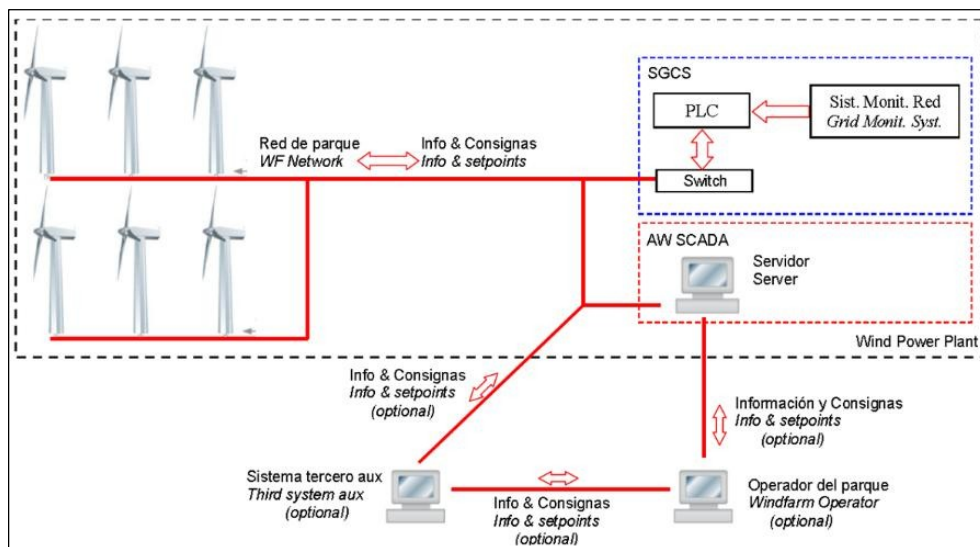 SGCS
PLC
Sist. Monit. Red
Grid Monit. Syst.
Switch
Red de parque
WF Network
Info & Consignas
Info & setpoints
AW SCADA
Servidor
Server
Wind Power Plant
Info & Consignas
Info & setpoints
(optional)
Información y Consignas
Info & setpoints
(optional)
Sistema tercero aux
Third system aux
(optional)
Info & Consignas
Info & setpoints
(optional)
Operador del parque
Windfarm Operator
(optional)